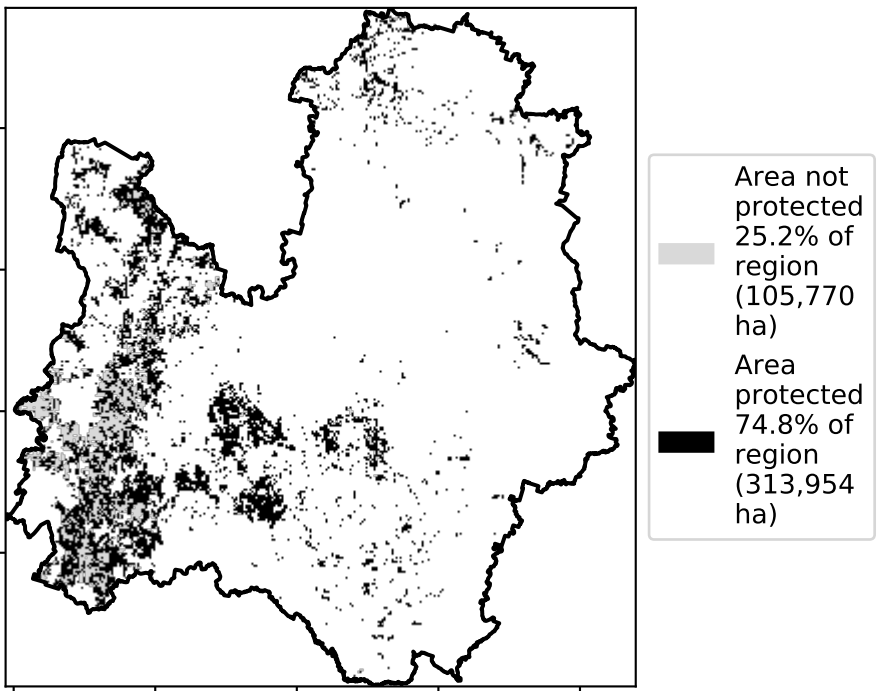 Area not
protected
25.2% of
region
(105,770
ha)
Area
protected
74.8% of
region
(313,954
ha)